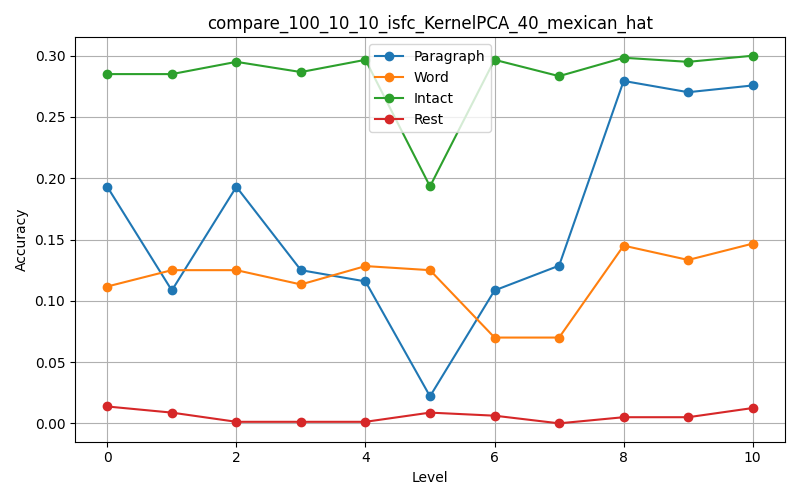 compare_100_10_10_isfc_KernelPCA_40_mexican_hat
Paragraph
Word
Intact
Rest
Accuracy
0.30
0.25
0.20
0.15
0.10
0.05
0.00
0 2 4 6 8 10
Level